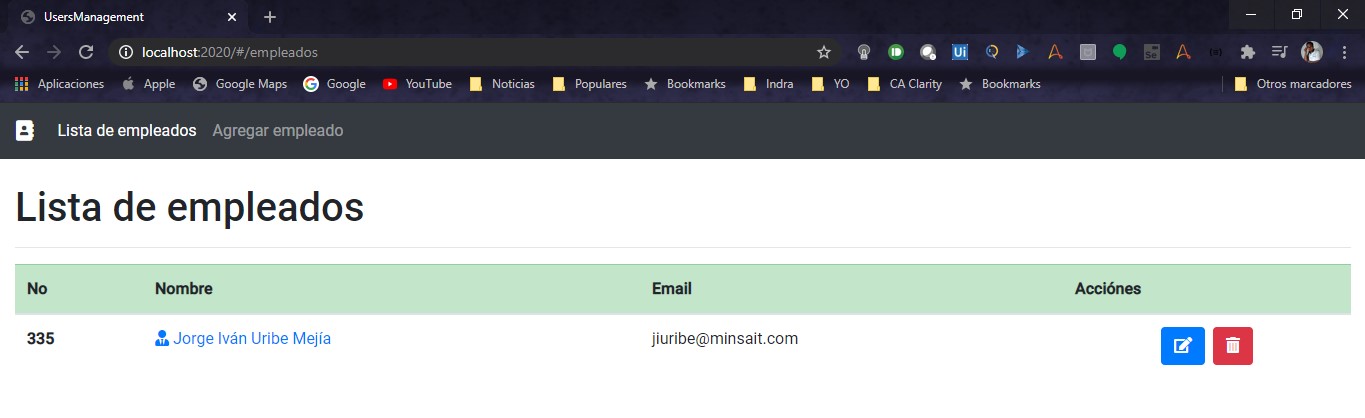 UsersManagement
localhost:2020/#/empleados
Aplicaciones Apple Google Maps Google YouTube Noticias Populares Bookmarks Indra YO CA Clarity Bookmarks Otros marcadores
Lista de empleados Agregar empleado
Lista de empleados
No Nombre Email Acciónes
335 Jorge Iván Uribe Mejía jiuribe@minsait.com